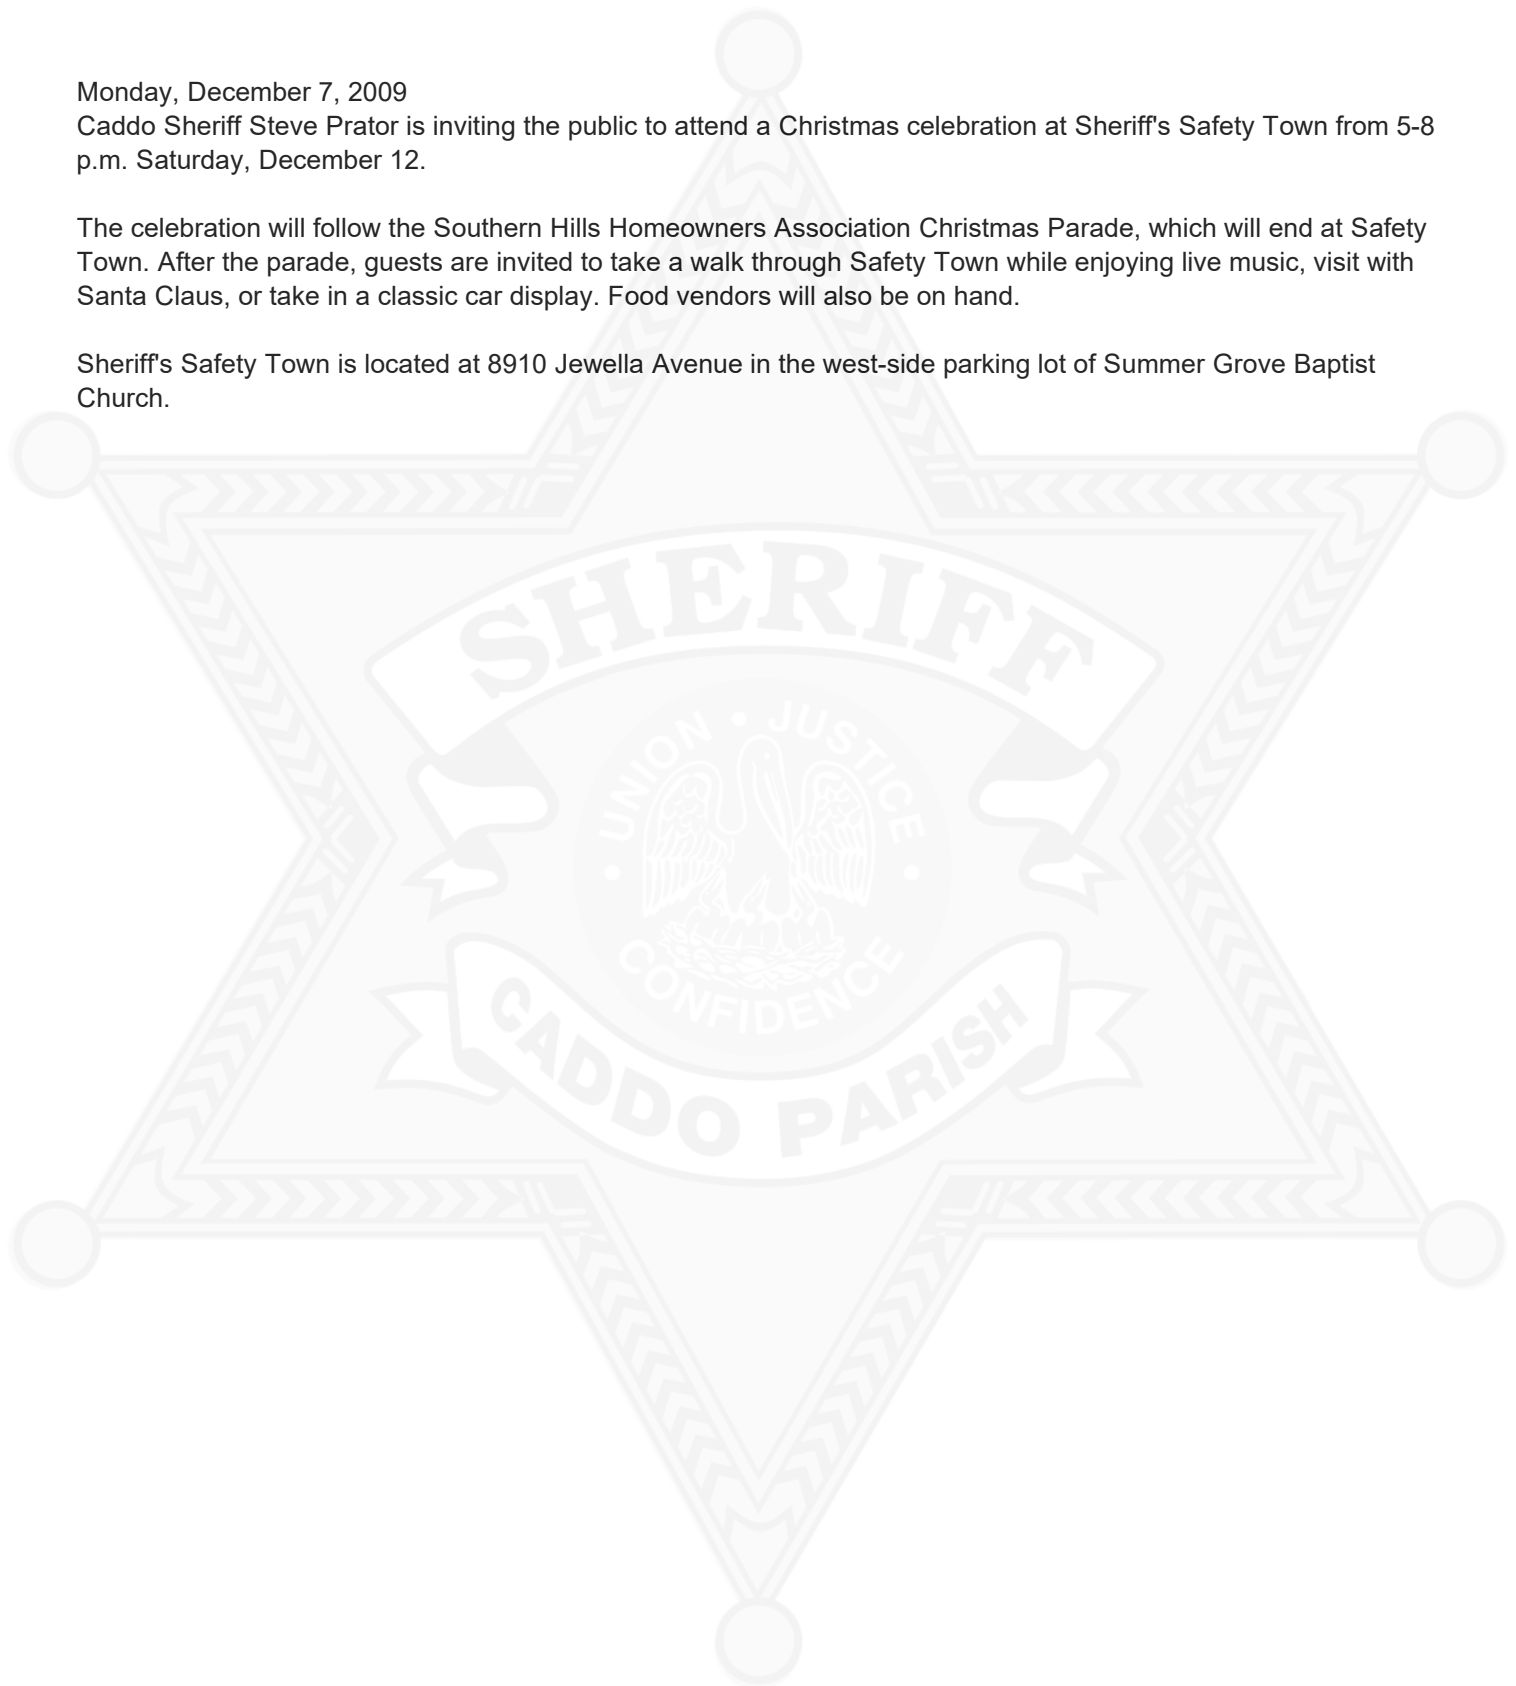 Monday, December 7, 2009
Caddo Sheriff Steve Prator is inviting the public to attend a Christmas celebration at Sheriff's Safety Town from 5-8
p.m. Saturday, December 12.
The celebration will follow the Southern Hills Homeowners Association Christmas Parade, which will end at Safety
Town. After the parade, guests are invited to take a walk through Safety Town while enjoying live music, visit with
Santa Claus, or take in a classic car display. Food vendors will also be on hand.
Sheriff's Safety Town is located at 8910 Jewella Avenue in the west-side parking lot of Summer Grove Baptist
Church.
SHERIFF
UNION • JUSTICE
• CONFIDENCE •
CADDO PARISH